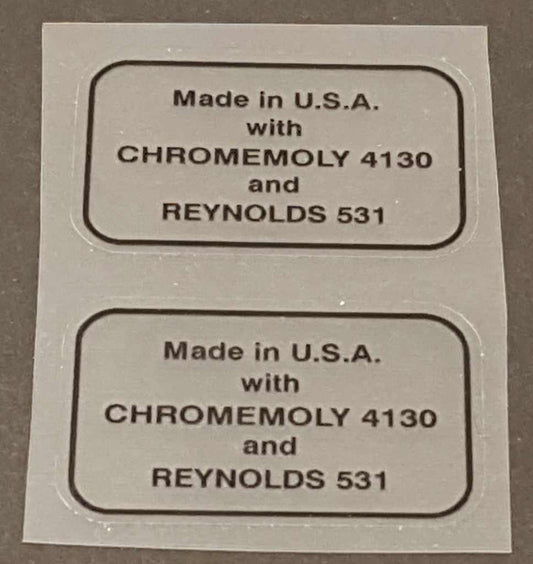 Made in U.S.A.
with
CHROMEMOLY 4130
and
REYNOLDS 531
Made in U.S.A.
with
CHROMEMOLY 4130
and
REYNOLDS 531